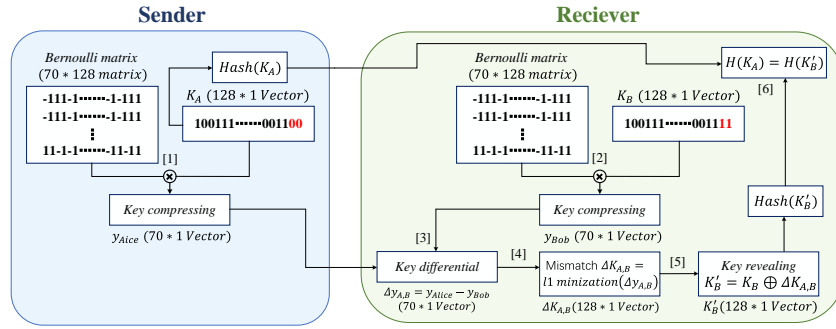 Sender
Bernoulli matrix
(70 * 128 matrix)
-111-1▪▪▪▪▪▪-1-111
-111-1▪▪▪▪▪▪-1-111
⋮
11-1-1▪▪▪▪▪▪-11-11
Hash(K_A)
K_A (128 * 1 Vector)
100111▪▪▪▪▪▪001100
[1]
⊗
Key compressing
y_Alice (70 * 1 Vector)
Reciever
Bernoulli matrix
(70 * 128 matrix)
-111-1▪▪▪▪▪▪-1-111
-111-1▪▪▪▪▪▪-1-111
⋮
11-1-1▪▪▪▪▪▪-11-11
K_B (128 * 1 Vector)
100111▪▪▪▪▪▪001111
[2]
⊗
Key compressing
y_Bob (70 * 1 Vector)
[3]
Key differential
Δy_A,B = y_Alice − y_Bob
(70 * 1 Vector)
[4]
Mismatch ΔK_A,B =
l1 minization(Δy_A,B)
ΔK_A,B(128 * 1 Vector)
[5]
Key revealing
K′_B = K_B ⊕ ΔK_A,B
K′_B(128 * 1 Vector)
Hash(K′_B)
[6]
H(K_A) = H(K′_B)